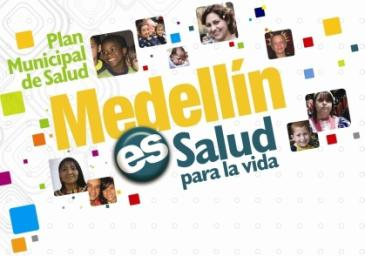 Plan
Municipal
de Salud
Medellín
es Salud
para la vida